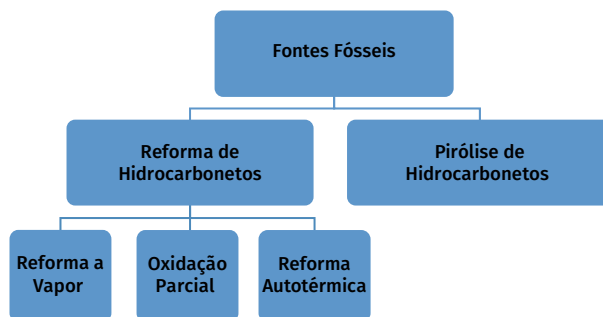 Fontes Fósseis
Reforma de
Hidrocarbonetos
Pirólise de
Hidrocarbonetos
Reforma a
Vapor
Oxidação
Parcial
Reforma
Autotérmica